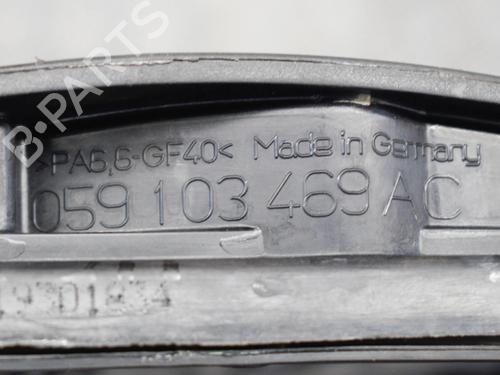 B-PARTS
>PA6,6-GF40< Made in Germany
059 103 469 AC